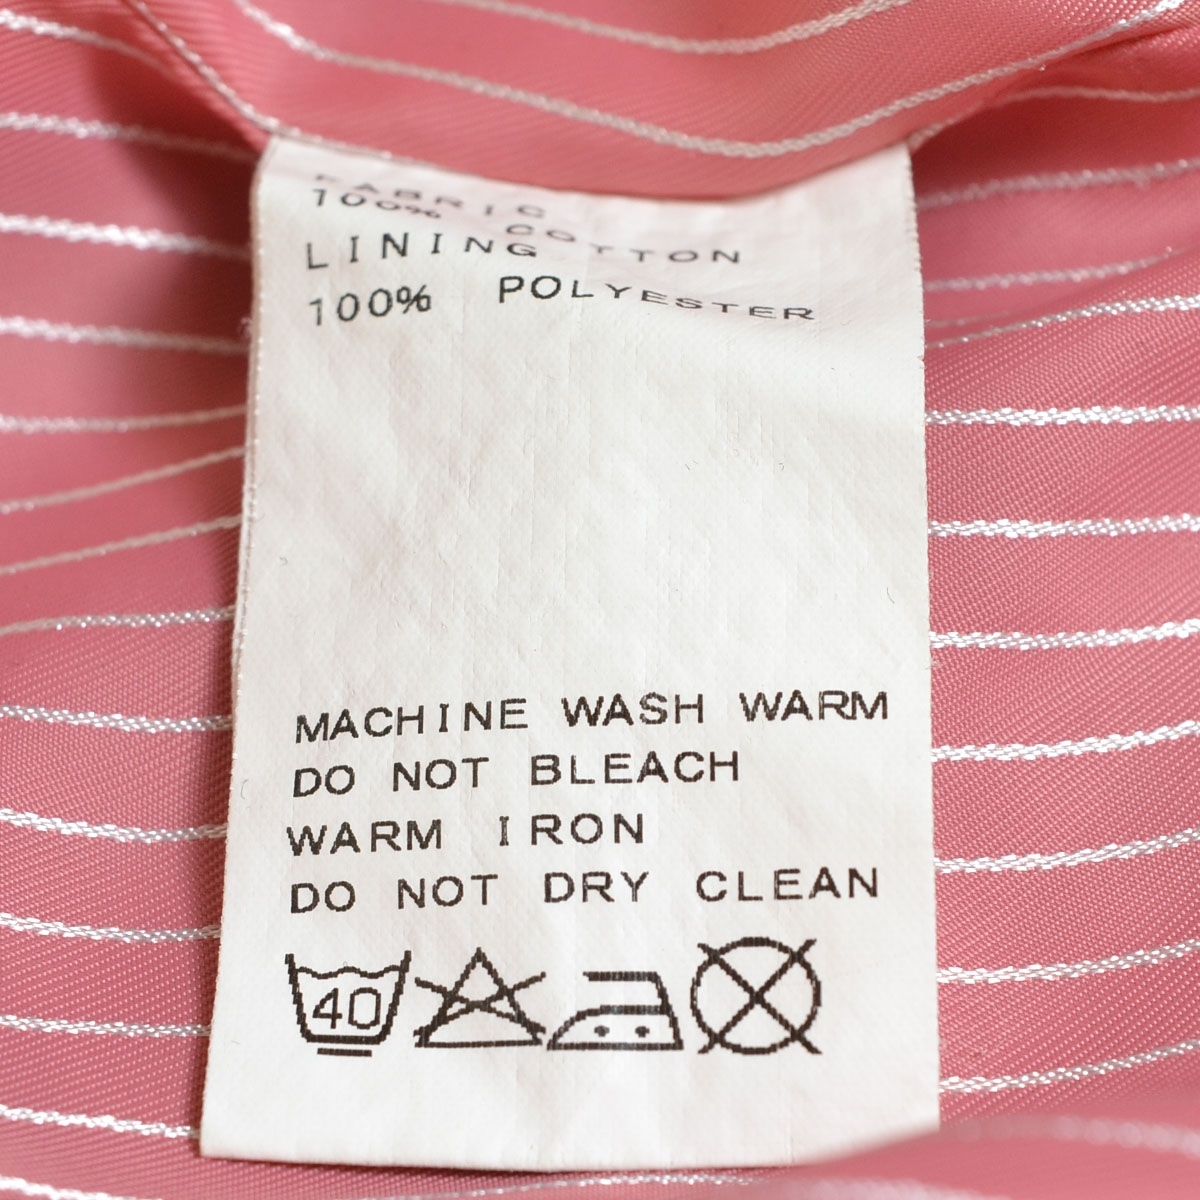 FABRIC
100% COTTON
LINING
100% POLYESTER
MACHINE WASH WARM
DO NOT BLEACH
WARM IRON
DO NOT DRY CLEAN
40